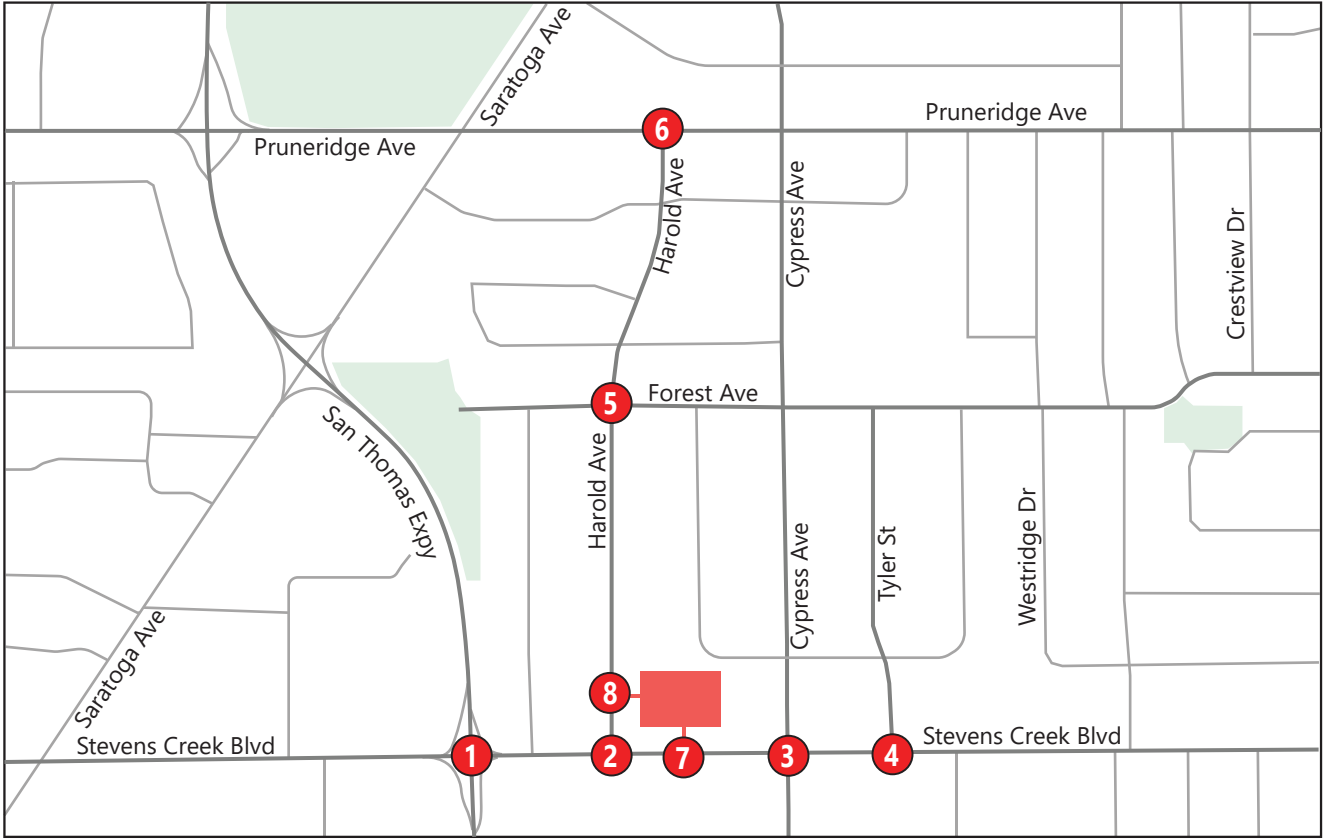 Saratoga Ave
Pruneridge Ave
6
Pruneridge Ave
Harold Ave
Cypress Ave
Crestview Dr
5
Forest Ave
San Thomas Expy
Harold Ave
Cypress Ave
Tyler St
Westridge Dr
Saratoga Ave
8
Stevens Creek Blvd
1
2
7
3
4
Stevens Creek Blvd